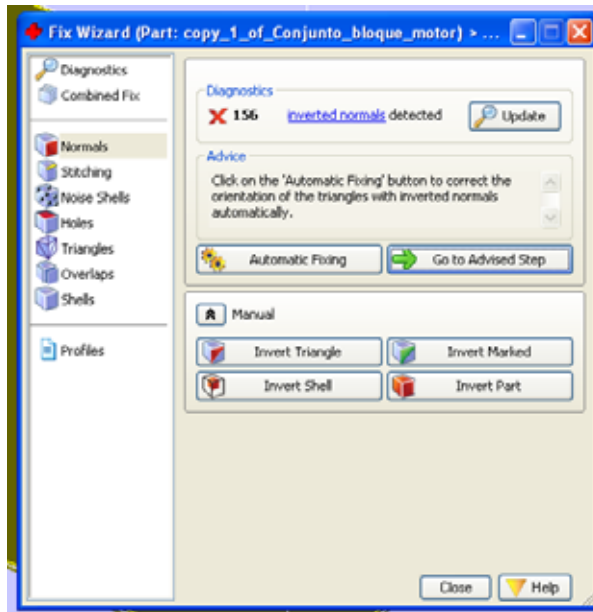 Fix Wizard (Part: copy_1_of_Conjunto_bloque_motor) > ...
Diagnostics
Combined Fix
Normals
Stitching
Noise Shells
Holes
Triangles
Overlaps
Shells
Profiles
Diagnostics
156 inverted normals detected
Update
Advice
Click on the 'Automatic Fixing' button to correct the
orientation of the triangles with inverted normals
automatically.
Automatic Fixing
Go to Advised Step
Manual
Invert Triangle
Invert Marked
Invert Shell
Invert Part
Close
Help